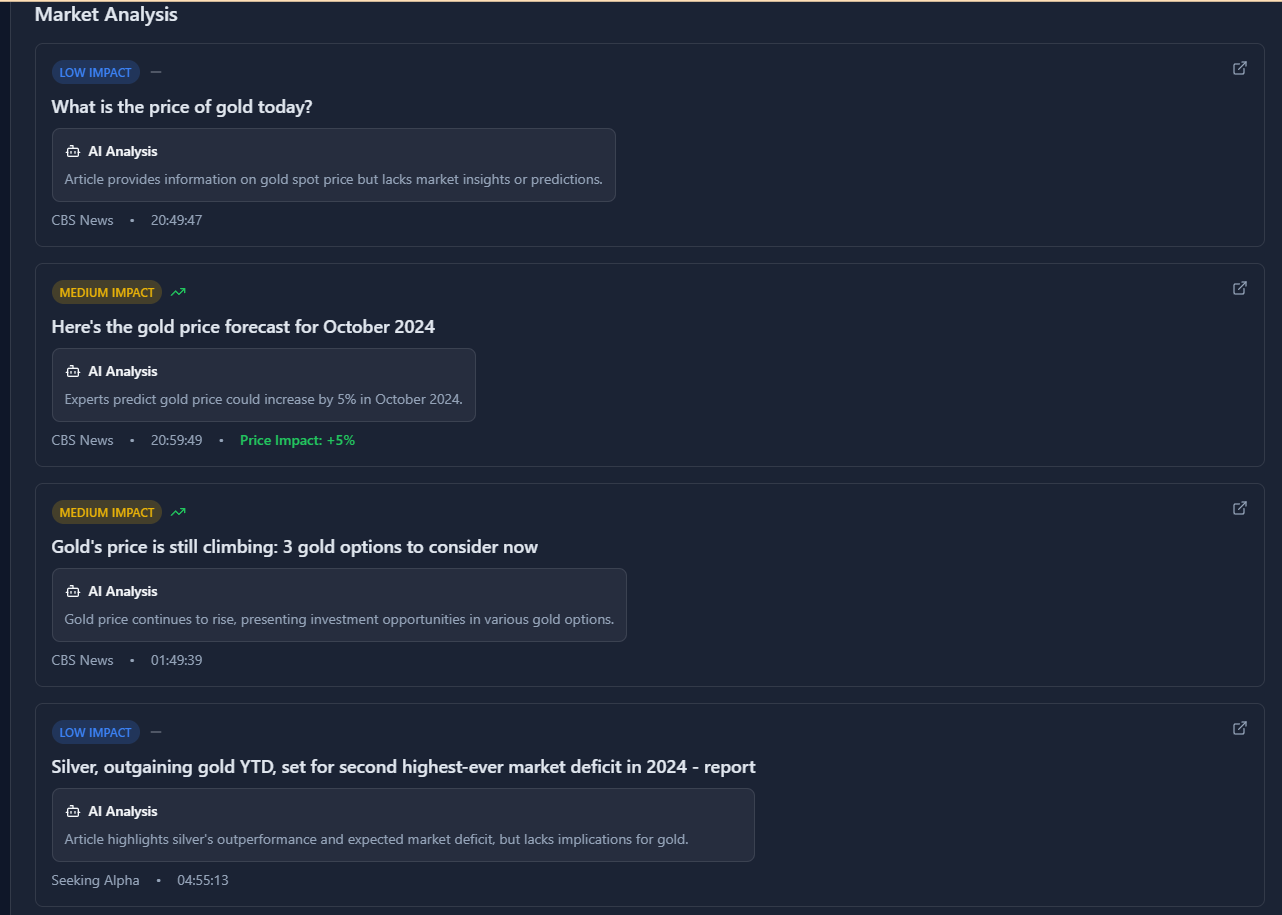 Market Analysis
LOW IMPACT —
What is the price of gold today?
AI Analysis
Article provides information on gold spot price but lacks market insights or predictions.
CBS News • 20:49:47
MEDIUM IMPACT
Here's the gold price forecast for October 2024
AI Analysis
Experts predict gold price could increase by 5% in October 2024.
CBS News • 20:59:49 • Price Impact: +5%
MEDIUM IMPACT
Gold's price is still climbing: 3 gold options to consider now
AI Analysis
Gold price continues to rise, presenting investment opportunities in various gold options.
CBS News • 01:49:39
LOW IMPACT —
Silver, outgaining gold YTD, set for second highest-ever market deficit in 2024 - report
AI Analysis
Article highlights silver's outperformance and expected market deficit, but lacks implications for gold.
Seeking Alpha • 04:55:13